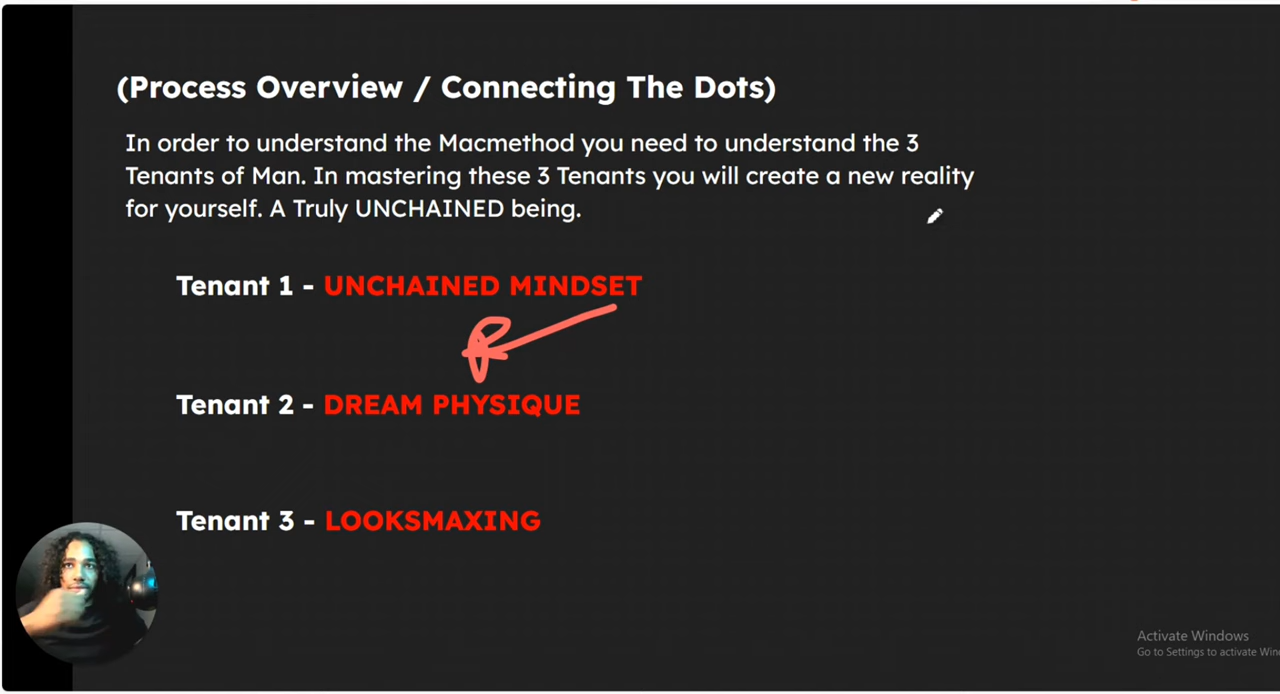 (Process Overview / Connecting The Dots)
In order to understand the Macmethod you need to understand the 3
Tenants of Man. In mastering these 3 Tenants you will create a new reality
for yourself. A Truly UNCHAINED being.
Tenant 1 - UNCHAINED MINDSET
Tenant 2 - DREAM PHYSIQUE
Tenant 3 - LOOKSMAXING
Activate Windows
Go to Settings to activate Win